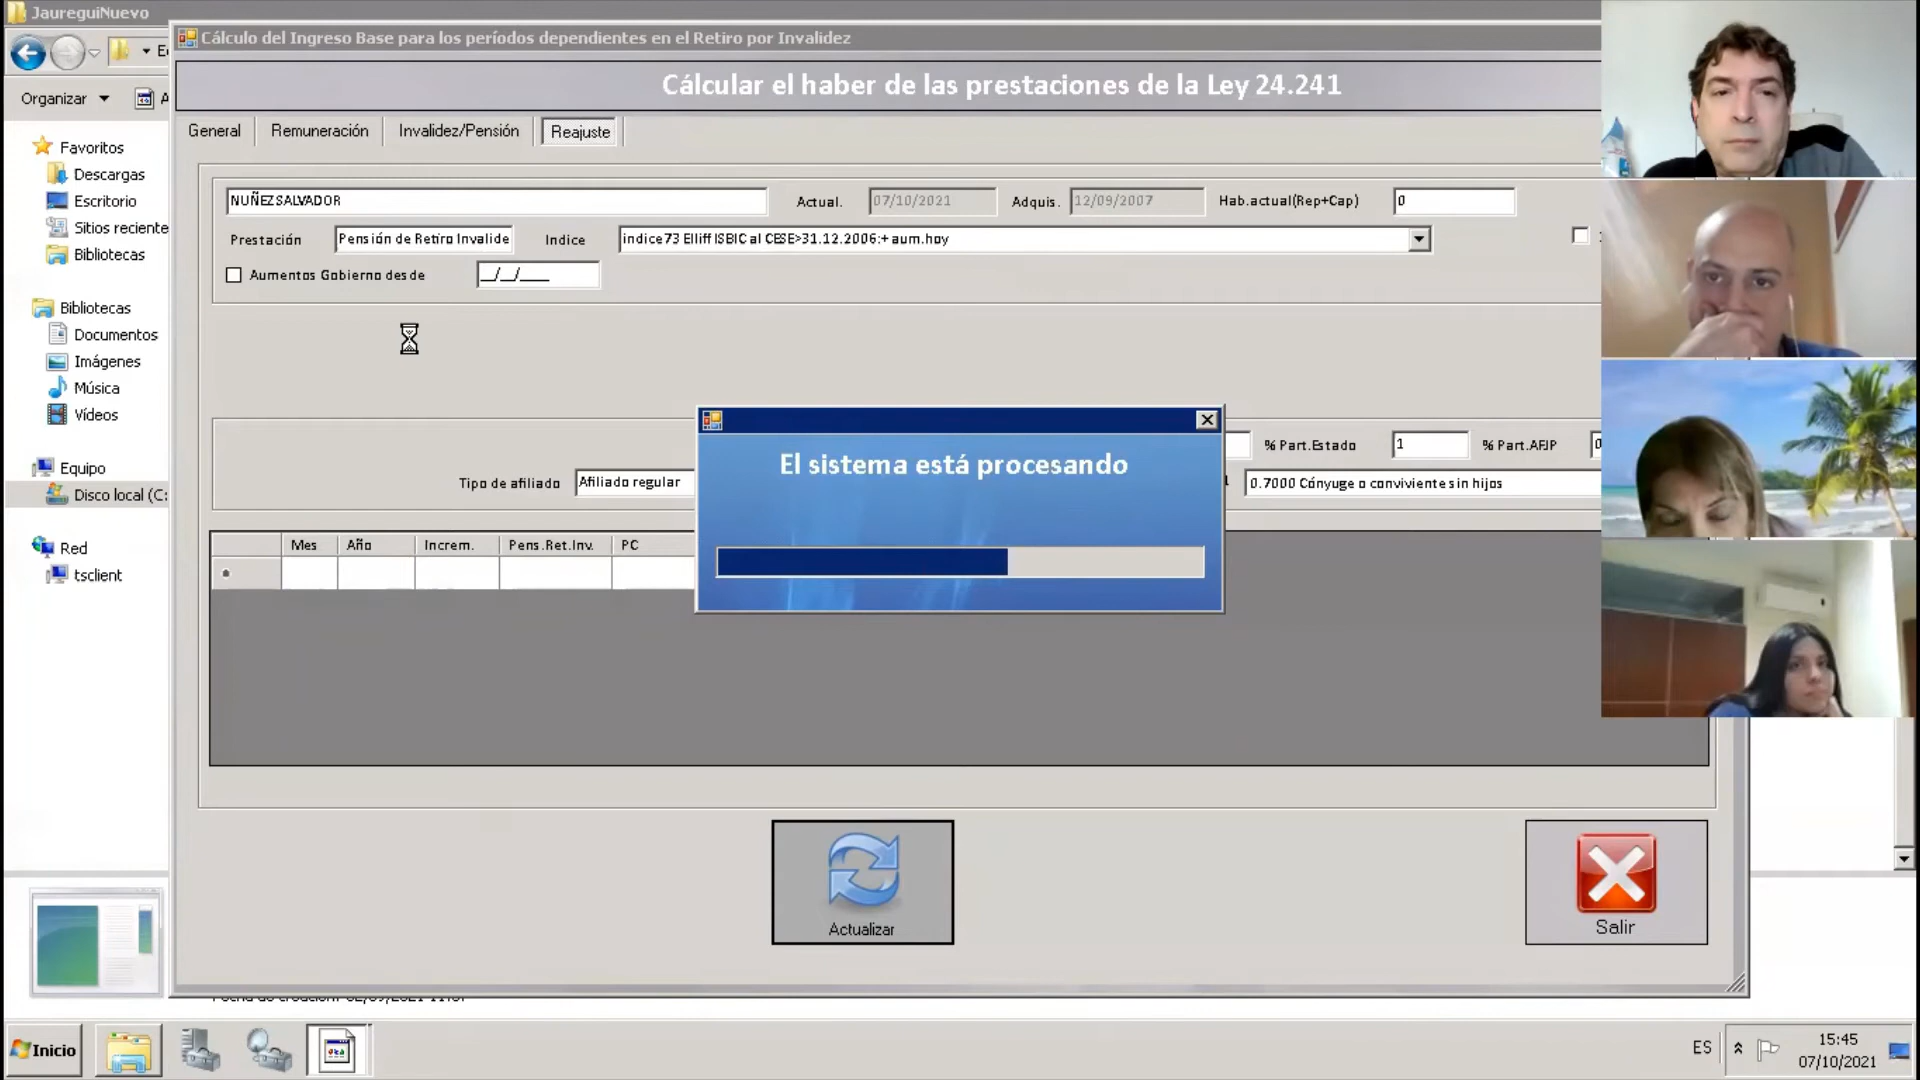 JaureguiNuevo
Cálculo del Ingreso Base para los períodos dependientes en el Retiro por Invalidez
Organizar
Cálcular el haber de las prestaciones de la Ley 24.241
General
Remuneración
Invalidez/Pensión
Reajuste
Favoritos
Descargas
Escritorio
Sitios reciente
Bibliotecas
Bibliotecas
Documentos
Imágenes
Música
Vídeos
Equipo
Disco local (C:
Red
tsclient
NUÑEZ SALVADOR
Actual.
07/10/2021
Adquis.
12/09/2007
Hab.actual(Rep+Cap)
0
Prestación
Pensión de Retiro Invalide
Indice
indice 73 Elliff ISBIC al CESE>31.12.2006:+ aum.hoy
Aumentos Gobierno desde
__/__/____
% Part.Estado
1
% Part.AFJP
Tipo de afiliado
Afiliado regular
0.7000 Cónyuge o conviviente sin hijos
El sistema está procesando
Mes
Año
Increm.
Pens.Ret.Inv.
PC
Actualizar
Salir
Inicio
ES
15:45
07/10/2021